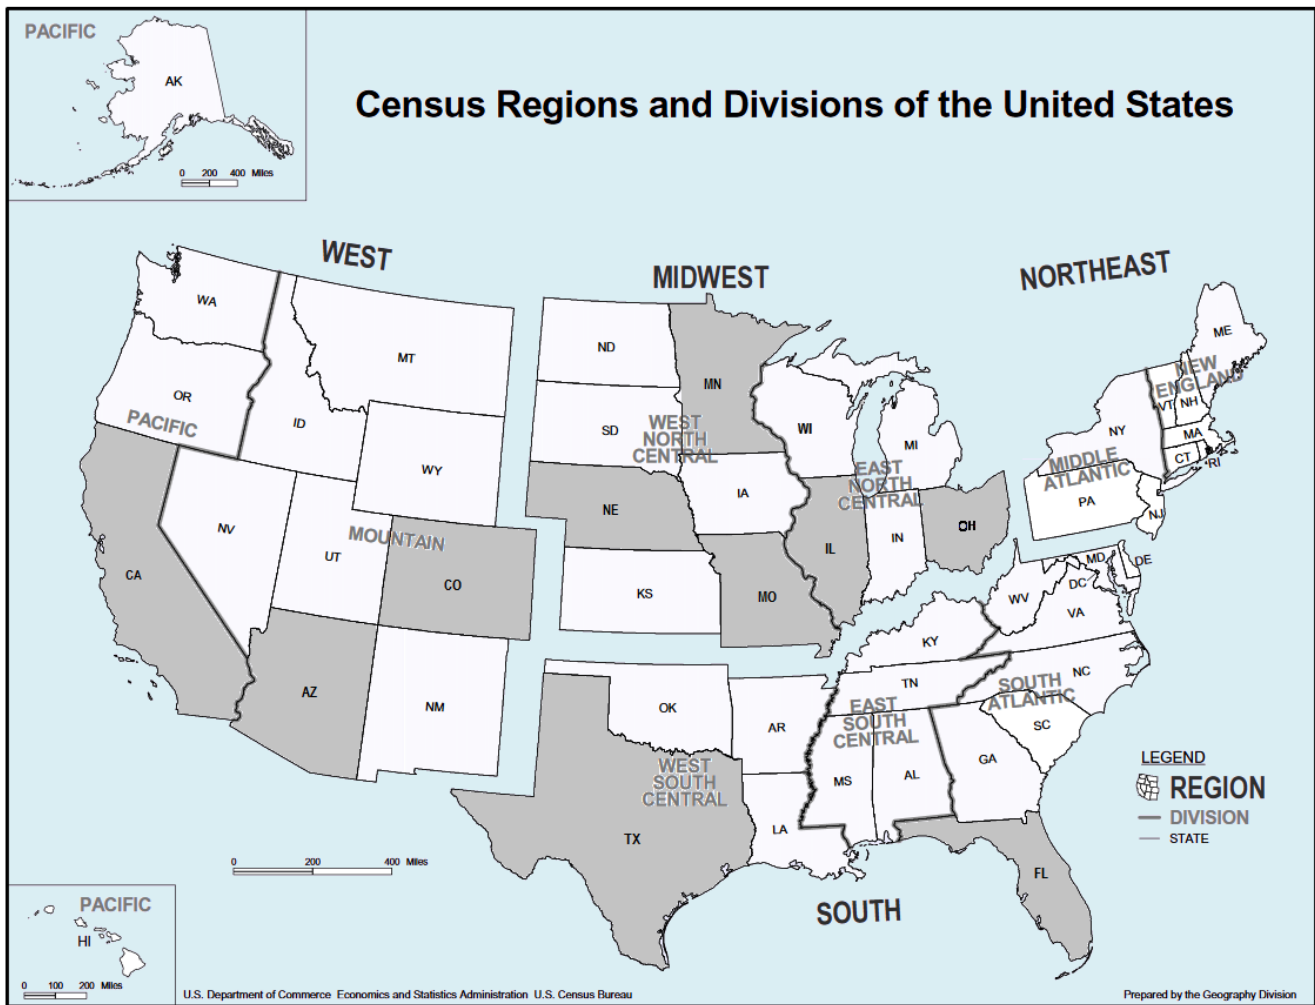 PACIFIC
AK
0 200 400 Miles
Census Regions and Divisions of the United States
WEST
MIDWEST
NORTHEAST
WA
MT
ND
MN
ME
OR
ID
SD
WI
MI
NY
VT
NH
NEW
ENGLAND
MA
CT
RI
PACIFIC
WY
WEST
NORTH
CENTRAL
EAST
NORTH
CENTRAL
MIDDLE
ATLANTIC
PA
NJ
NV
UT
MOUNTAIN
NE
IA
IL
IN
OH
CA
CO
KS
MO
WV
MD
DE
DC
VA
KY
AZ
NM
OK
AR
TN
NC
EAST
SOUTH
CENTRAL
SOUTH
ATLANTIC
SC
WEST
SOUTH
CENTRAL
MS
AL
GA
TX
LA
FL
LEGEND
REGION
DIVISION
STATE
0 200 400 Miles
SOUTH
PACIFIC
HI
0 100 200 Miles
U.S. Department of Commerce Economics and Statistics Administration U.S. Census Bureau
Prepared by the Geography Division